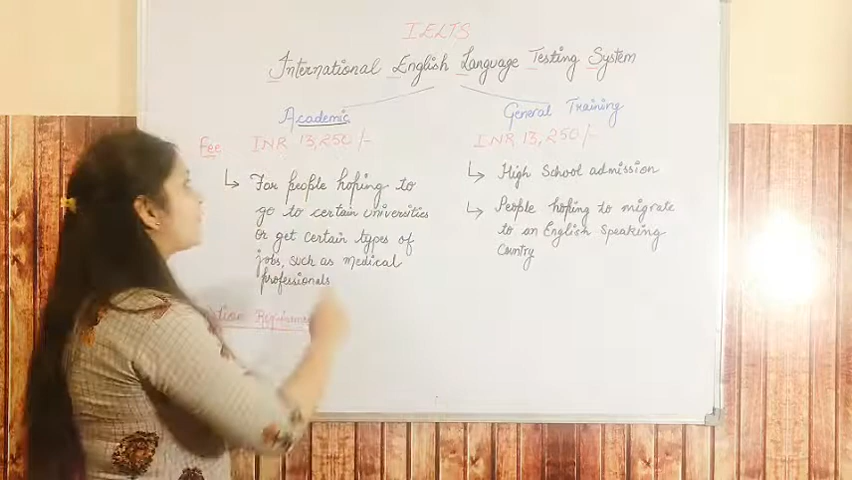 IELTS
International English Language Testing System
Academic
General Training
Fee INR 13,250/-
INR 13,250/-
For people hoping to
go to certain universities
or get certain types of
jobs, such as medical
professionals
High School admission
People hoping to migrate
to an English Speaking
Country